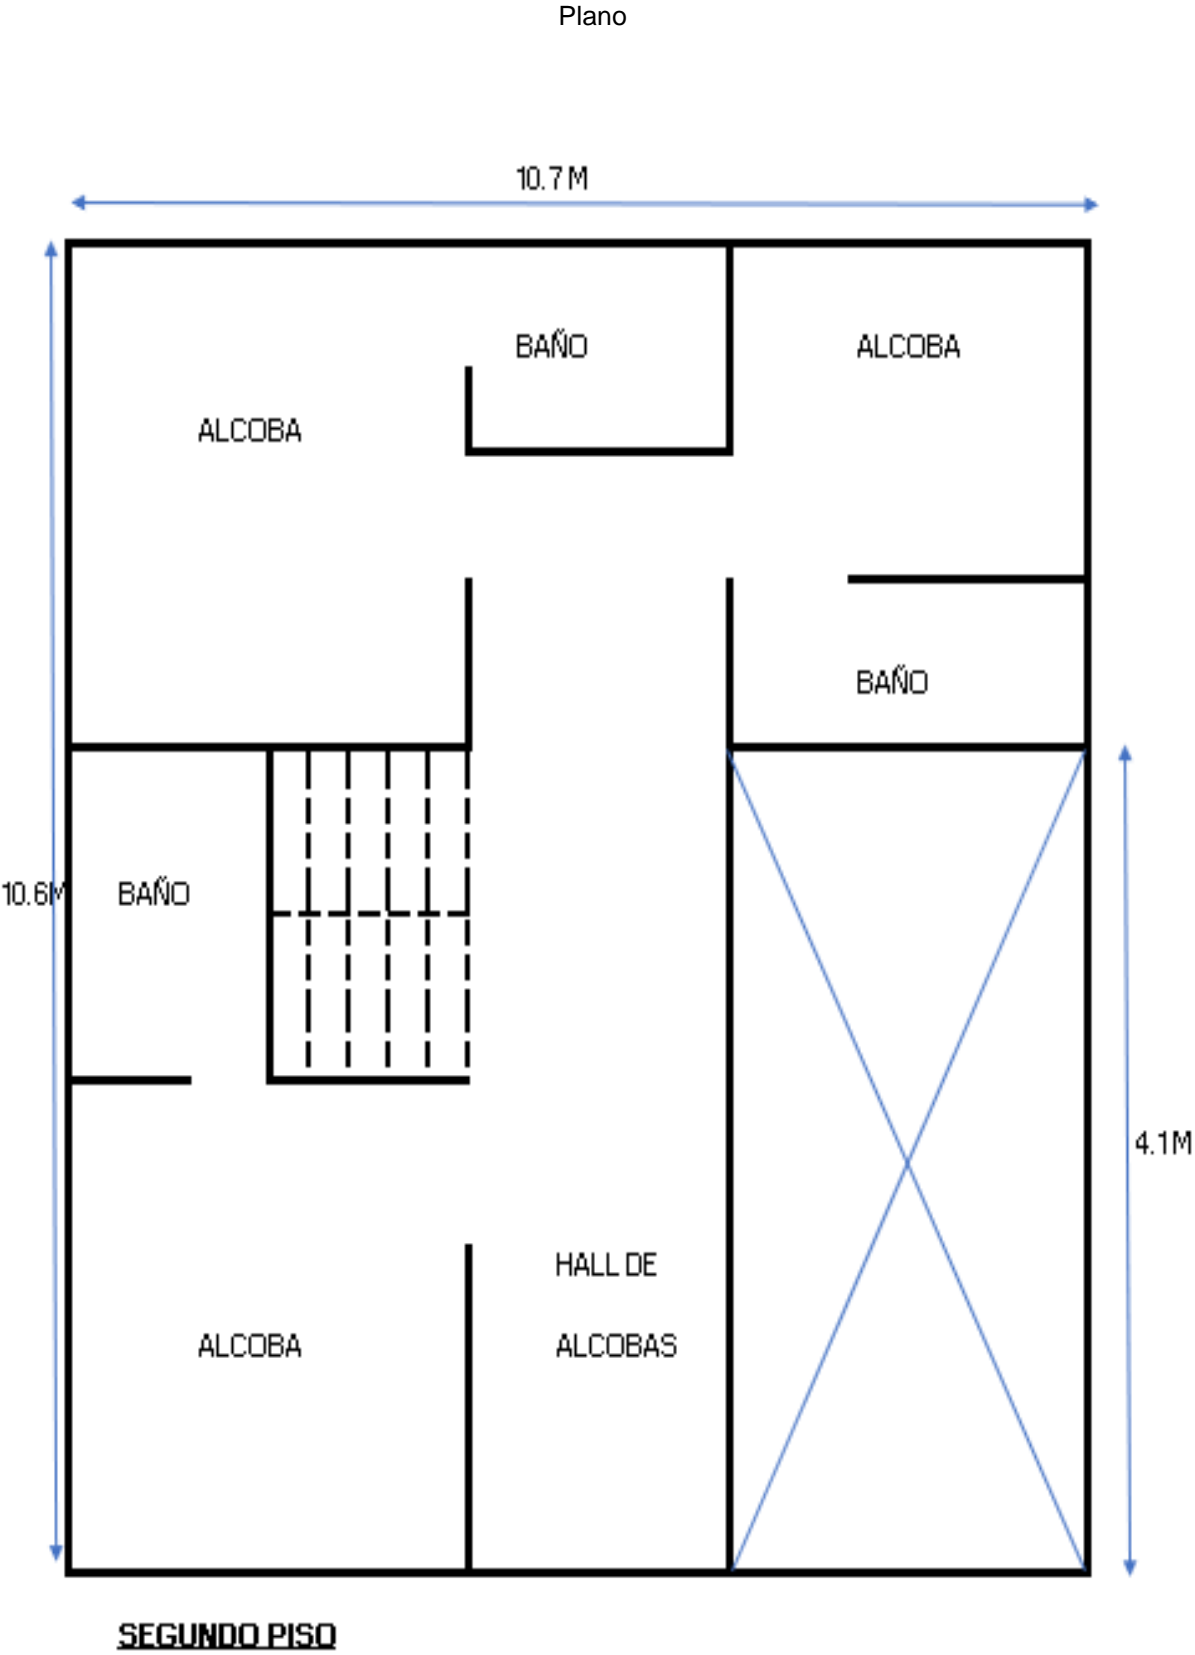 Plano
10.7 M
BAÑO
ALCOBA
ALCOBA
BAÑO
10.6M
BAÑO
4.1M
HALL DE
ALCOBAS
ALCOBA
SEGUNDO PISO